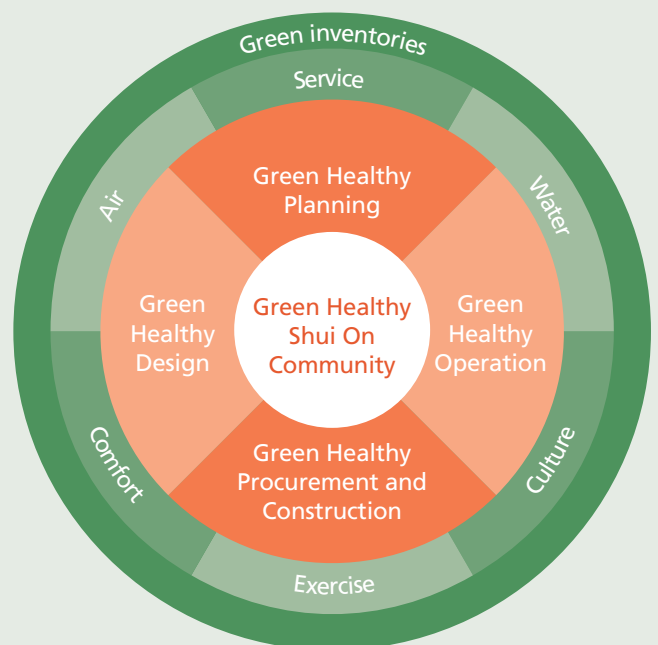 Green inventories
Service
Air
Water
Green Healthy
Planning
Green
Healthy
Design
Green Healthy
Shui On
Community
Green
Healthy
Operation
Comfort
Culture
Green Healthy
Procurement and
Construction
Exercise